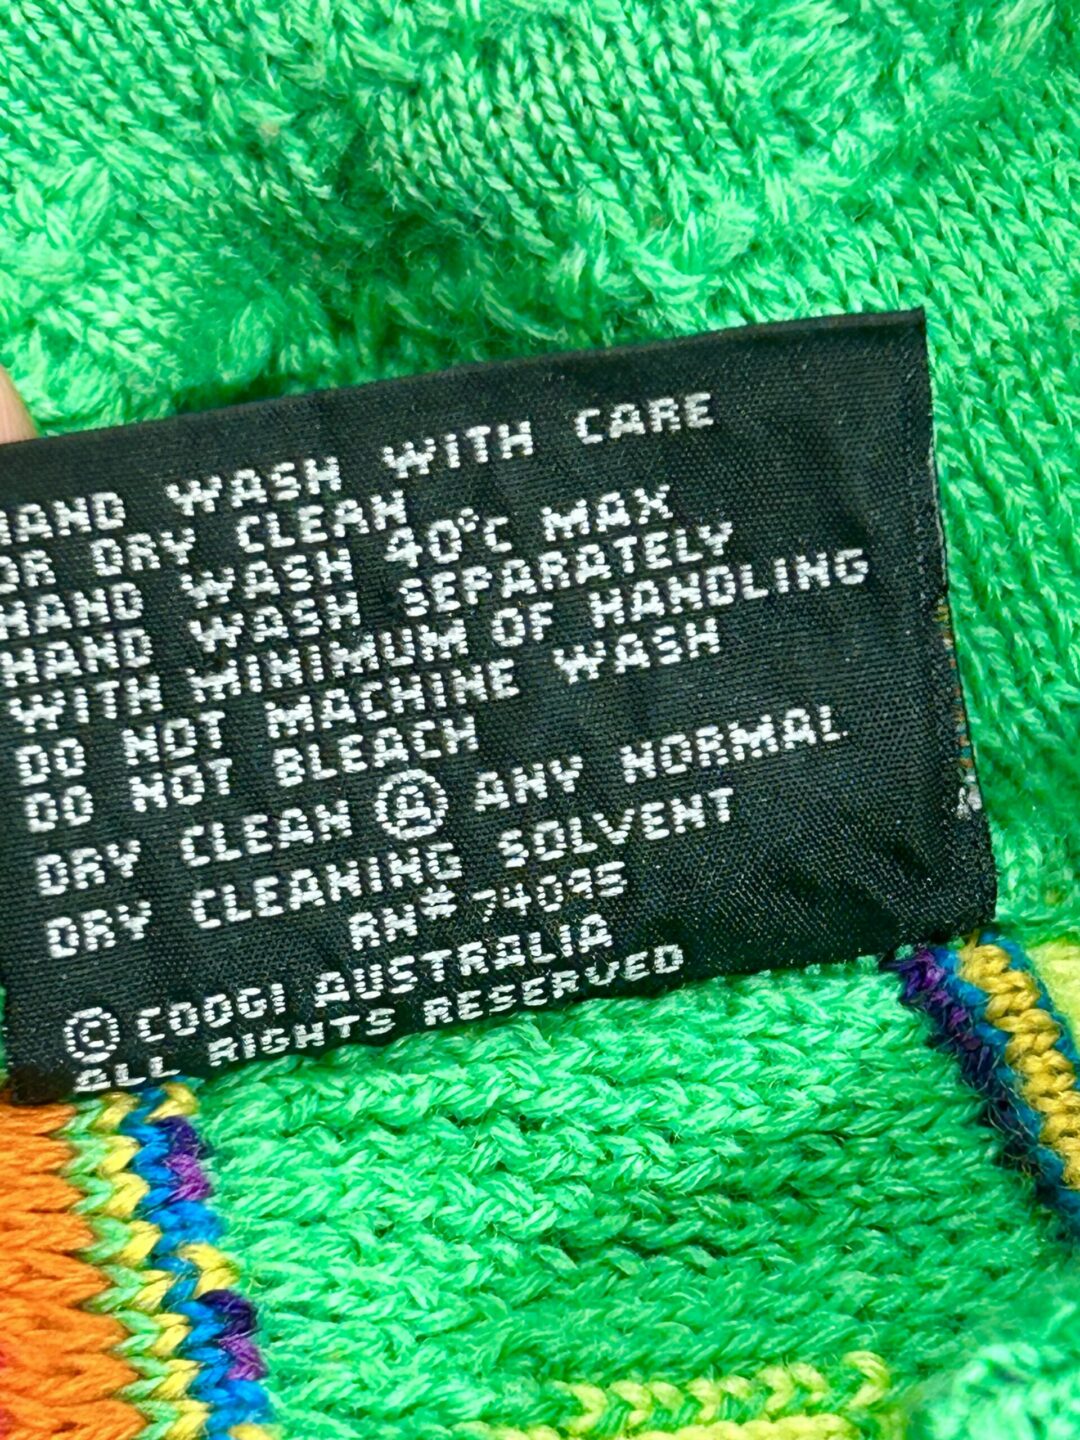 HAND WASH WITH CARE
OR DRY CLEAN
HAND WASH 40°C MAX
HAND WASH SEPARATELY
WITH MINIMUM OF HANDLING
DO NOT MACHINE WASH
DO NOT BLEACH
DRY CLEAN Ⓐ ANY NORMAL
DRY CLEANING SOLVENT
RN# 74095
© COOGI AUSTRALIA
ALL RIGHTS RESERVED